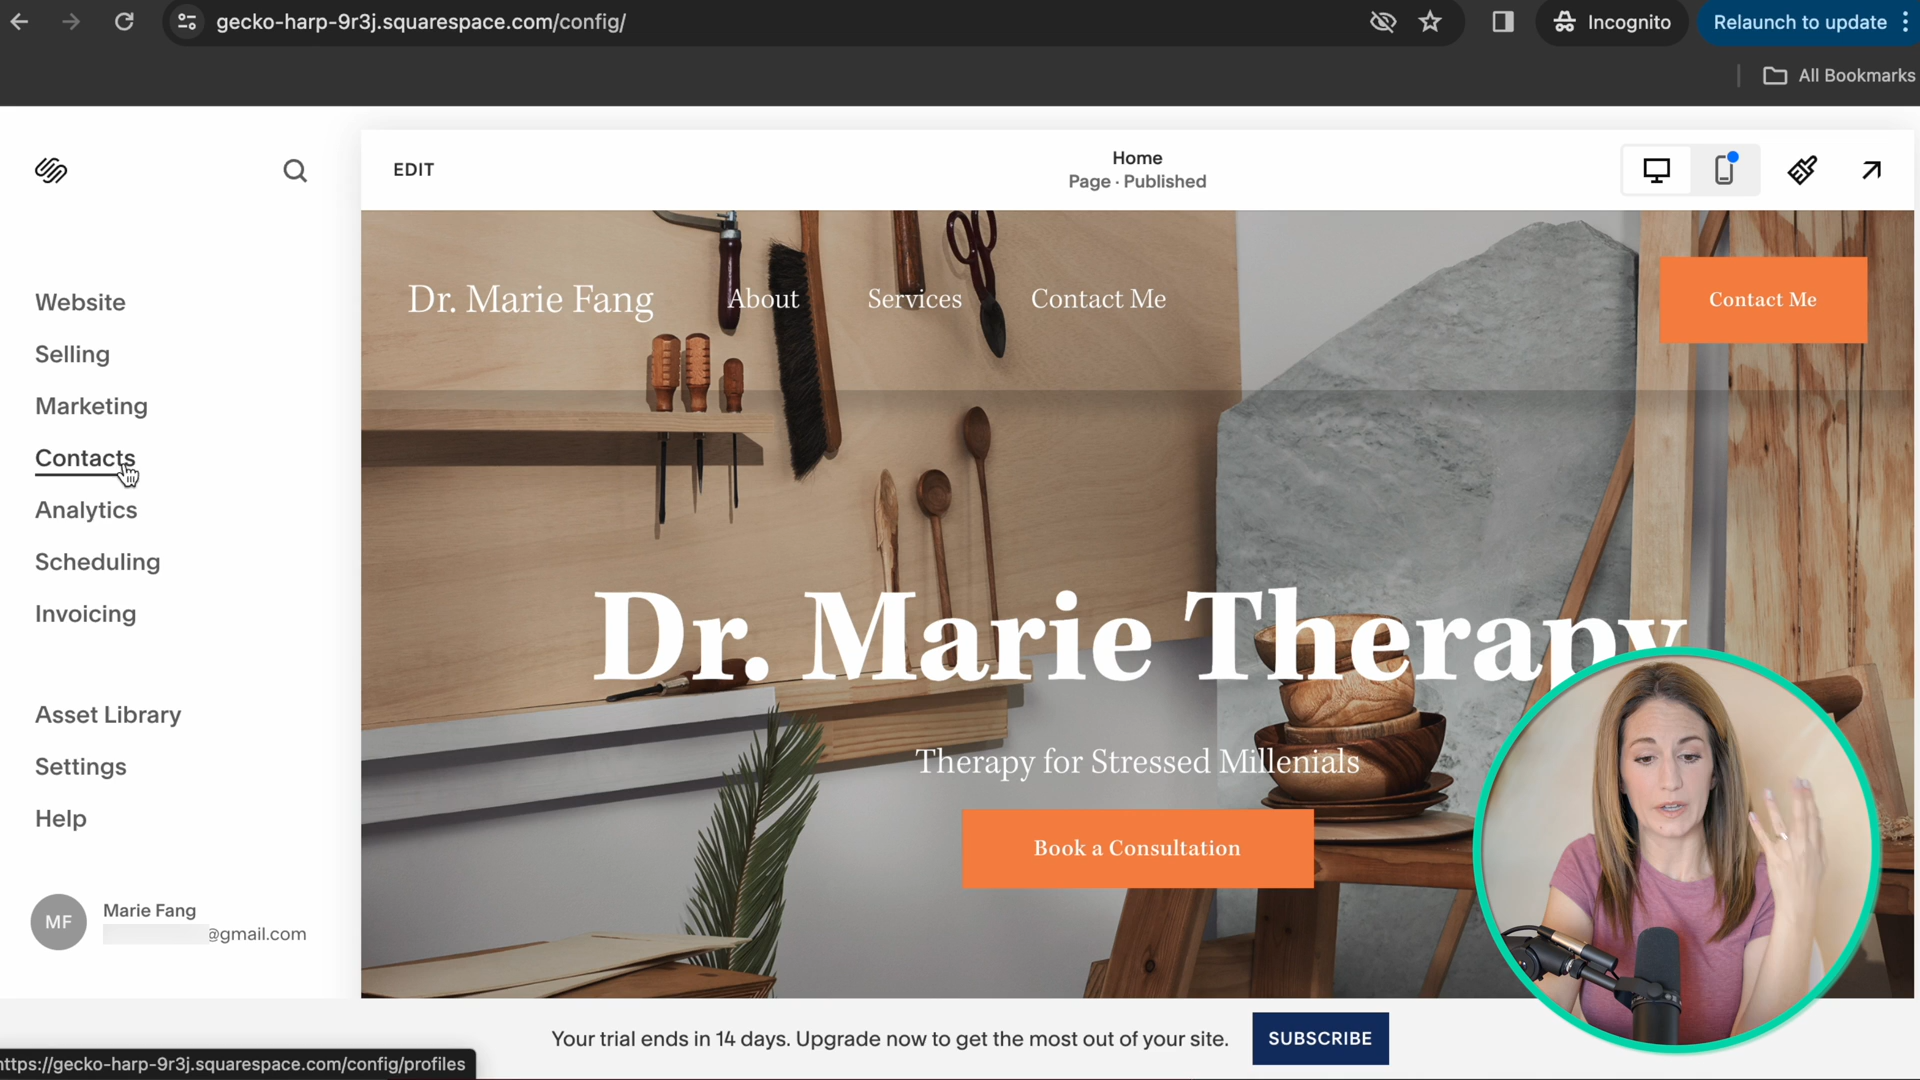 gecko-harp-9r3j.squarespace.com/config/
Incognito
Relaunch to update
All Bookmarks
EDIT
Home
Page · Published
Website
Selling
Marketing
Contacts
Analytics
Scheduling
Invoicing
Asset Library
Settings
Help
MF
Marie Fang
@gmail.com
Dr. Marie Fang
About
Services
Contact Me
Contact Me
Dr. Marie Therapy
Therapy for Stressed Millenials
Book a Consultation
Your trial ends in 14 days. Upgrade now to get the most out of your site.
SUBSCRIBE
https://gecko-harp-9r3j.squarespace.com/config/profiles